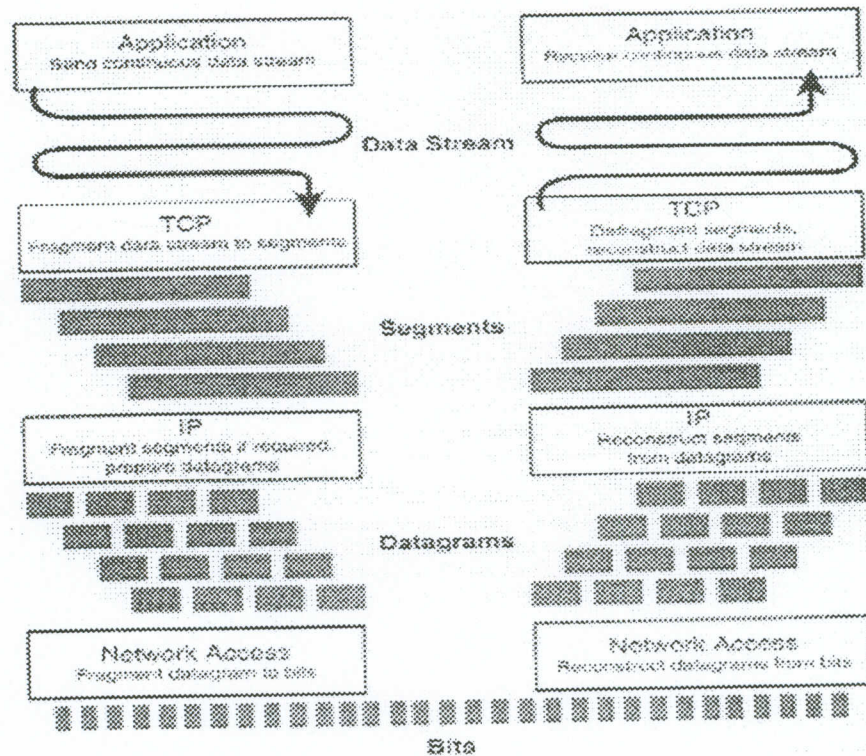 Application
Send continuous data stream
Application
Receive continuous data stream
Data Stream
TCP
Fragment data stream to segments
TCP
Defragment segments,
reconstruct data stream
Segments
IP
Fragment segments if required,
prepare datagrams
IP
Reconstruct segments
from datagrams
Datagrams
Network Access
Fragment datagram to bits
Network Access
Reconstruct datagrams from bits
Bits